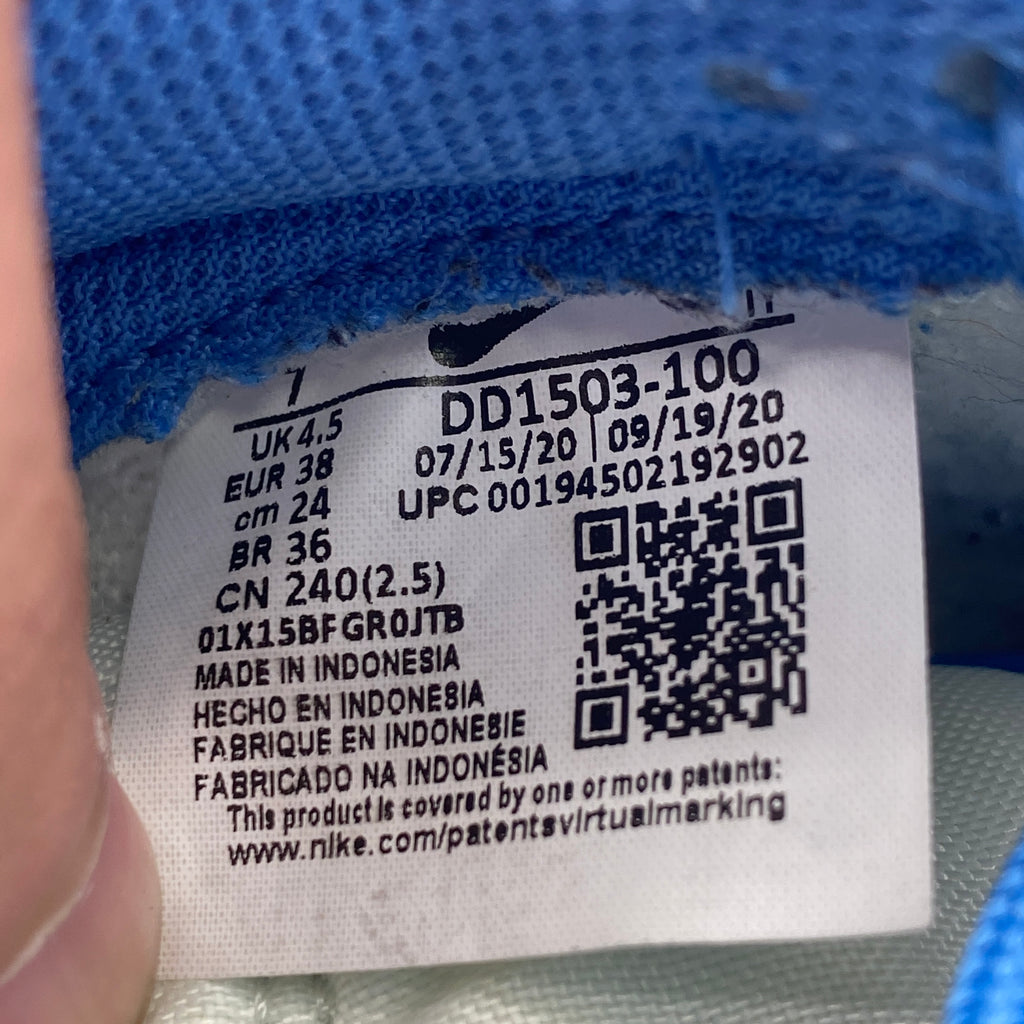 7
UK 4.5
EUR 38
cm 24
BR 36
CN 240(2.5)
DD1503-100
07/15/20 | 09/19/20
UPC 00194502192902
01X15BFGR0JTB
MADE IN INDONESIA
HECHO EN INDONESIA
FABRIQUE EN INDONESIE
FABRICADO NA INDONÉSIA
This product is covered by one or more patents:
www.nike.com/patentsvirtualmarking